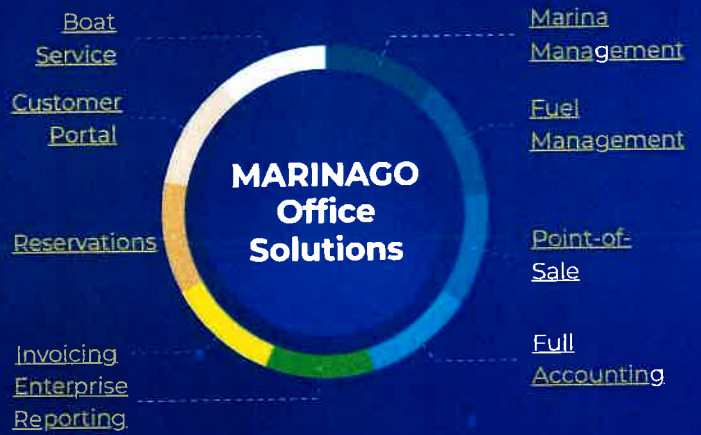 Boat
Service
Customer
Portal
Reservations
Invoicing
Enterprise
Reporting
MARINAGO
Office
Solutions
Marina
Management
Fuel
Management
Point-of-
Sale
Full
Accounting